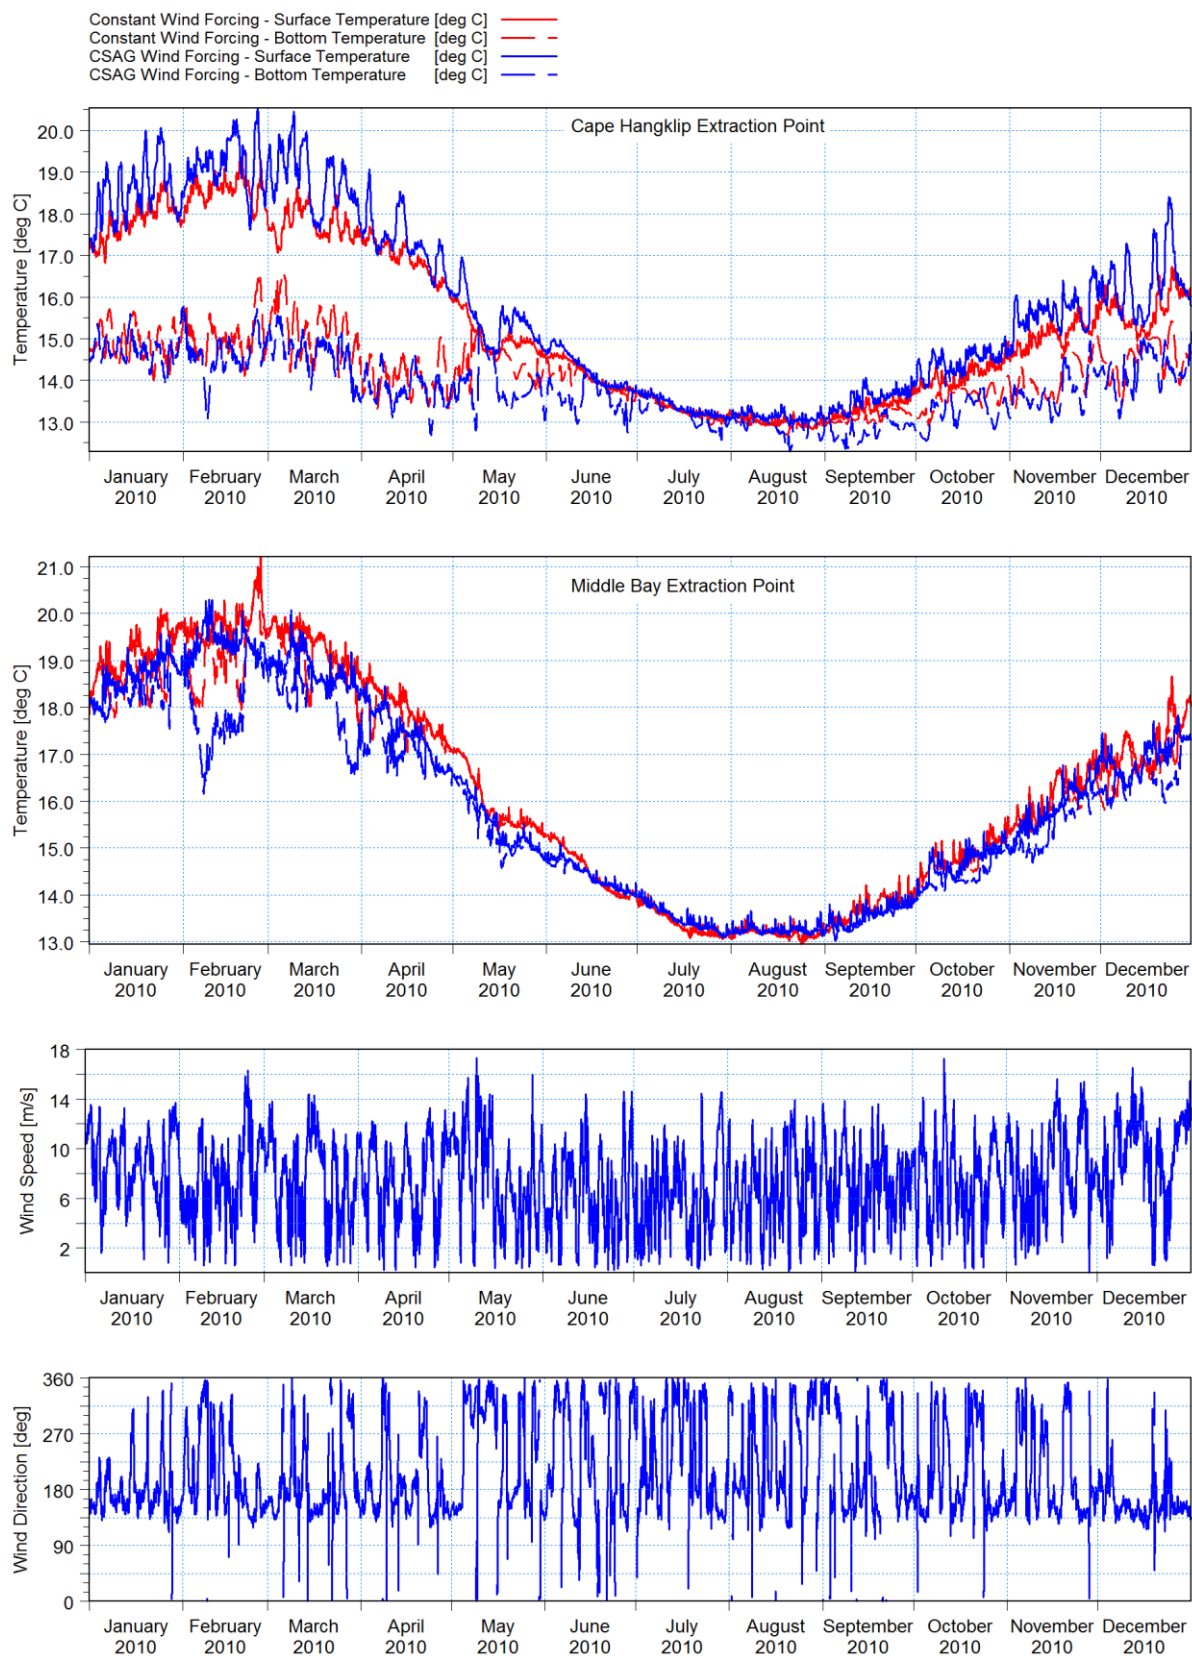 Constant Wind Forcing - Surface Temperature [deg C]
Constant Wind Forcing - Bottom Temperature [deg C]
CSAG Wind Forcing - Surface Temperature [deg C]
CSAG Wind Forcing - Bottom Temperature [deg C]
Cape Hangklip Extraction Point
Temperature [deg C]
20.0
19.0
18.0
17.0
16.0
15.0
14.0
13.0
January February March April May June July August September October November December
2010 2010 2010 2010 2010 2010 2010 2010 2010 2010 2010 2010
Middle Bay Extraction Point
Temperature [deg C]
21.0
20.0
19.0
18.0
17.0
16.0
15.0
14.0
13.0
January February March April May June July August September October November December
2010 2010 2010 2010 2010 2010 2010 2010 2010 2010 2010 2010
Wind Speed [m/s]
18
14
10
6
2
January February March April May June July August September October November December
2010 2010 2010 2010 2010 2010 2010 2010 2010 2010 2010 2010
Wind Direction [deg]
360
270
180
90
0
January February March April May June July August September October November December
2010 2010 2010 2010 2010 2010 2010 2010 2010 2010 2010 2010